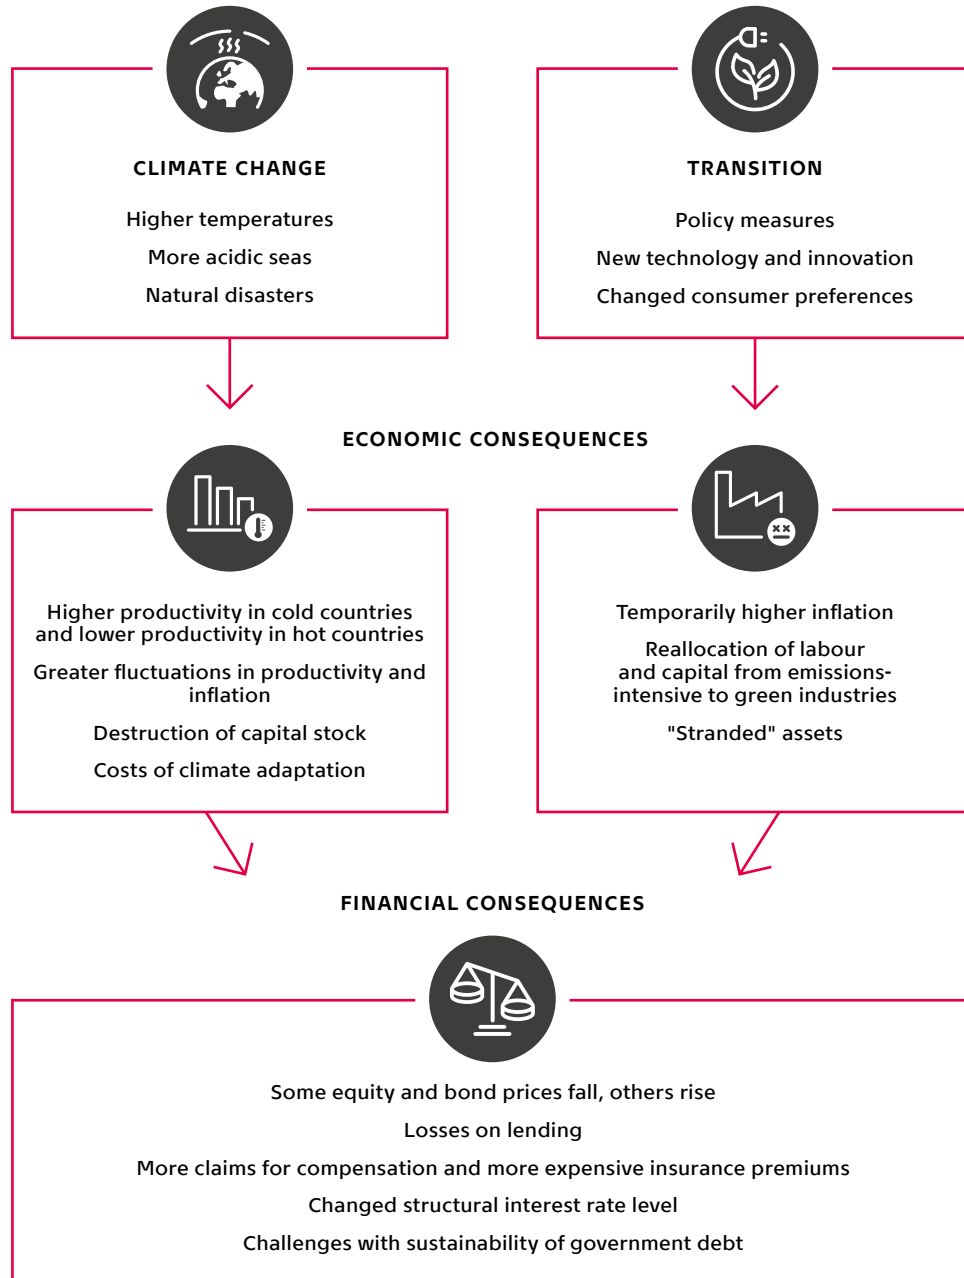 CLIMATE CHANGE
Higher temperatures
More acidic seas
Natural disasters
TRANSITION
Policy measures
New technology and innovation
Changed consumer preferences
ECONOMIC CONSEQUENCES
Higher productivity in cold countries
and lower productivity in hot countries
Greater fluctuations in productivity and
inflation
Destruction of capital stock
Costs of climate adaptation
Temporarily higher inflation
Reallocation of labour
and capital from emissions-
intensive to green industries
"Stranded" assets
FINANCIAL CONSEQUENCES
Some equity and bond prices fall, others rise
Losses on lending
More claims for compensation and more expensive insurance premiums
Changed structural interest rate level
Challenges with sustainability of government debt